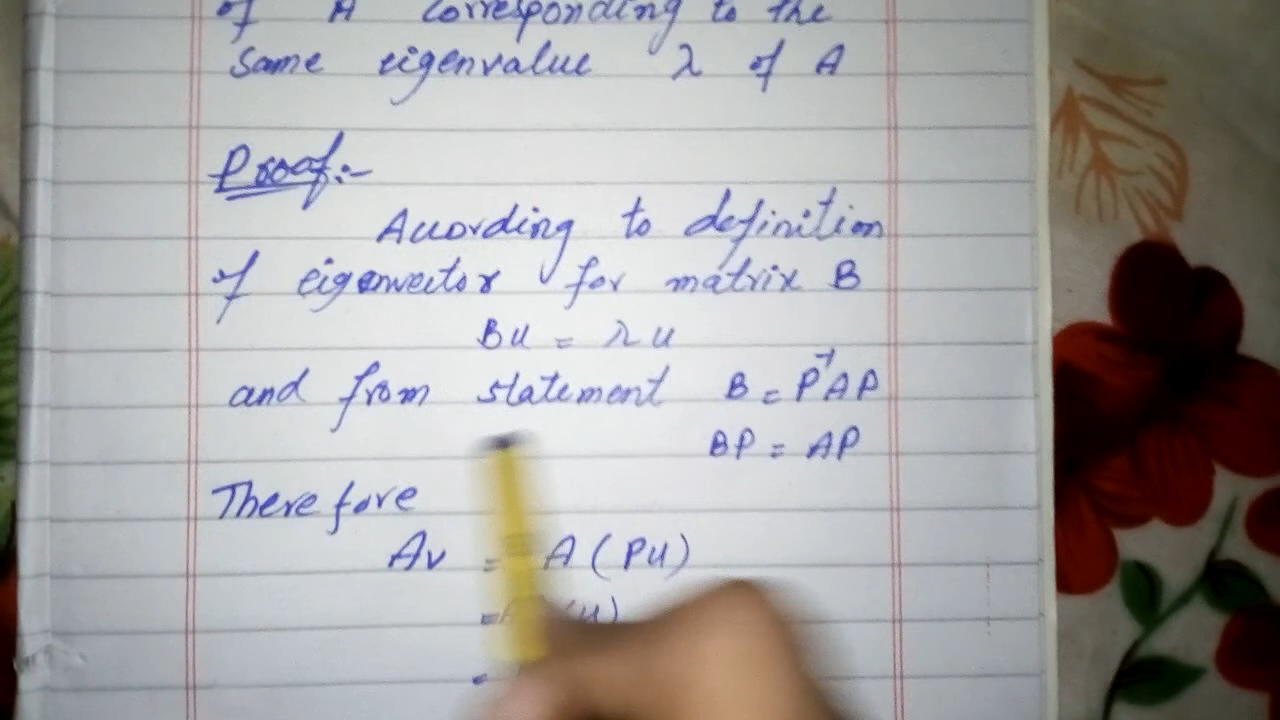 of A corresponding to the
same eigenvalue λ of A
Proof:-
According to definition
of eigenvector for matrix B
Bu = λu
and from statement B = P⁻¹AP
BP = AP
Therefore
Av = A(Pu)
= (u)
=